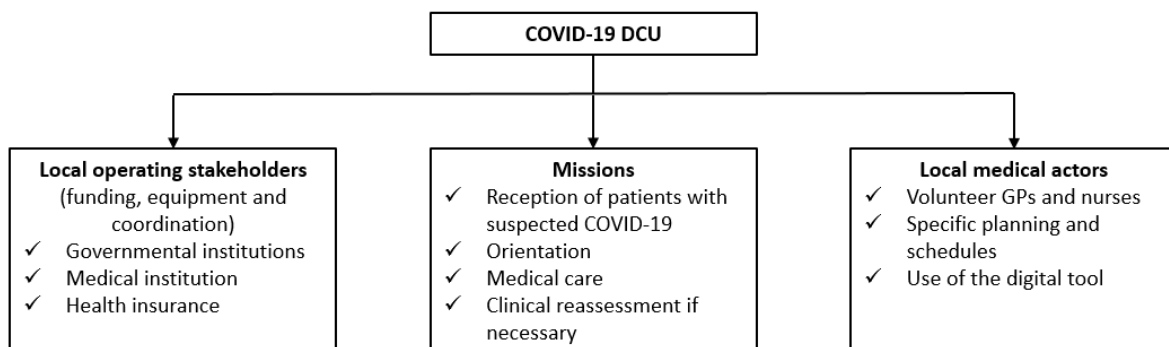 COVID-19 DCU
Local operating stakeholders
(funding, equipment and
coordination)
✓ Governmental institutions
✓ Medical institution
✓ Health insurance
Missions
✓ Reception of patients with
suspected COVID-19
✓ Orientation
✓ Medical care
✓ Clinical reassessment if
necessary
Local medical actors
✓ Volunteer GPs and nurses
✓ Specific planning and
schedules
✓ Use of the digital tool